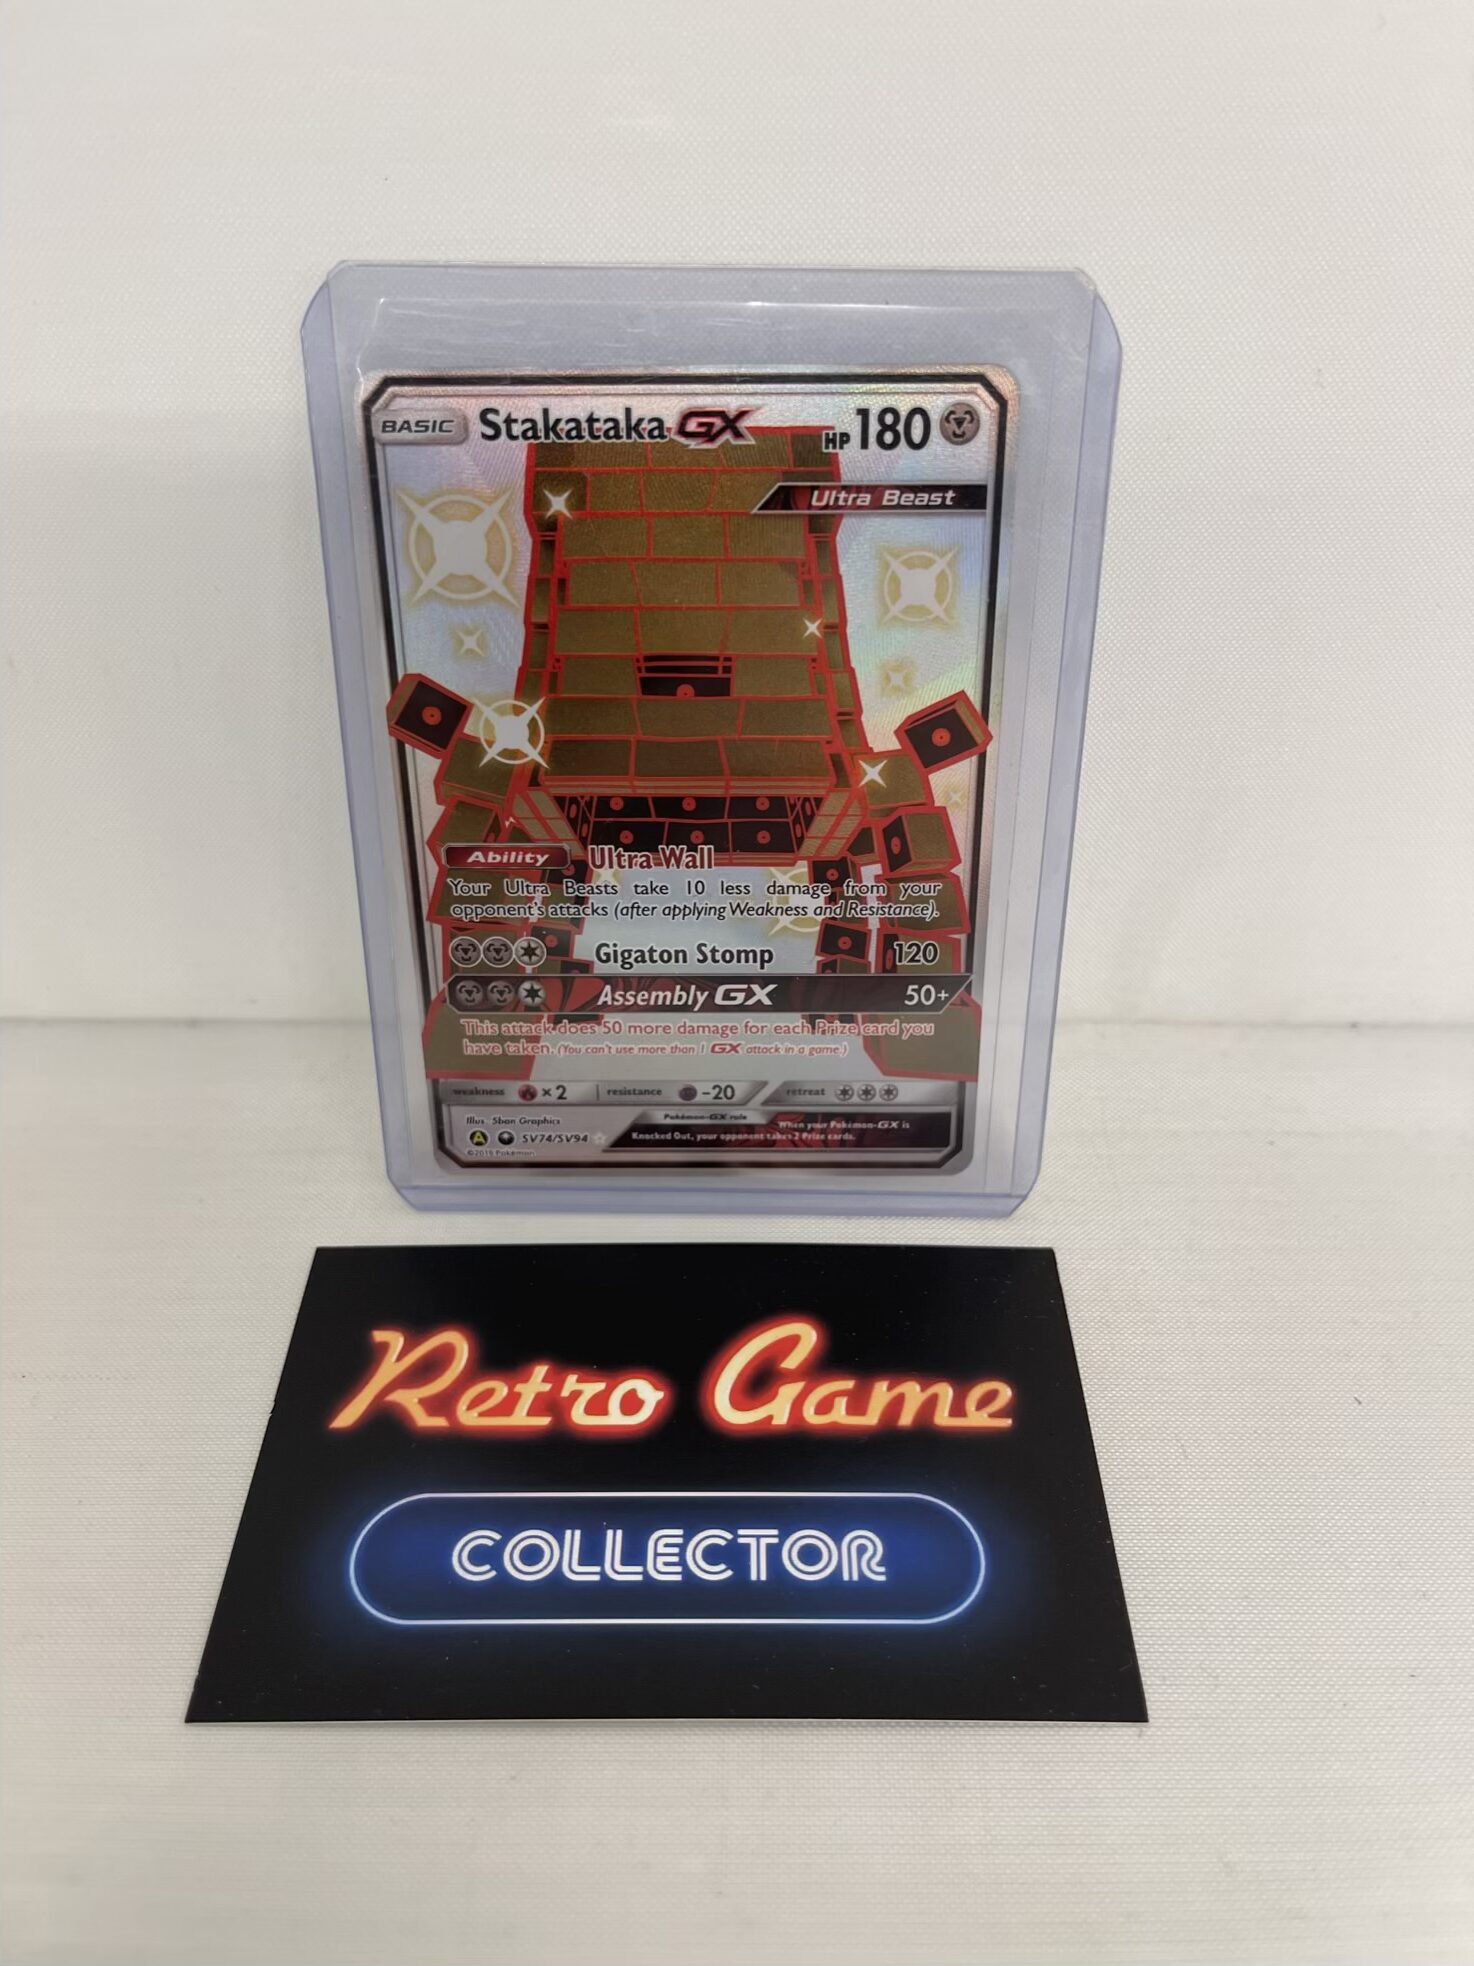 BASIC Stakataka GX HP 180
Ultra Beast
Ability Ultra Wall
Your Ultra Beasts take 10 less damage from your
opponent's attacks (after applying Weakness and Resistance).
Gigaton Stomp 120
Assembly GX 50+
This attack does 50 more damage for each Prize card you
have taken. (You can't use more than 1 GX attack in a game.)
weakness ×2 resistance -20 retreat
Illus. 5ban Graphics
Pokémon-GX rule When your Pokémon-GX is
A SV74/SV94 Knocked Out, your opponent takes 2 Prize cards.
©2019 Pokémon
Retro Game
COLLECTOR